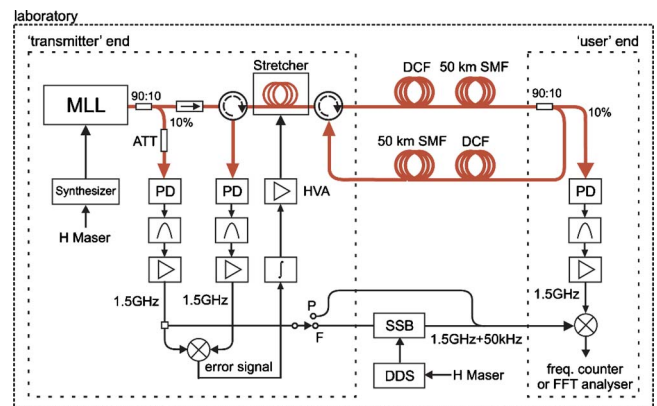 laboratory
'transmitter' end
'user' end
Stretcher
DCF
50 km SMF
MLL
90:10
10%
ATT
90:10
10%
50 km SMF
DCF
Synthesizer
PD
PD
HVA
PD
H Maser
∫
1.5GHz
1.5GHz
1.5GHz
P
F
SSB
1.5GHz+50kHz
error signal
DDS
H Maser
freq. counter
or FFT analyser